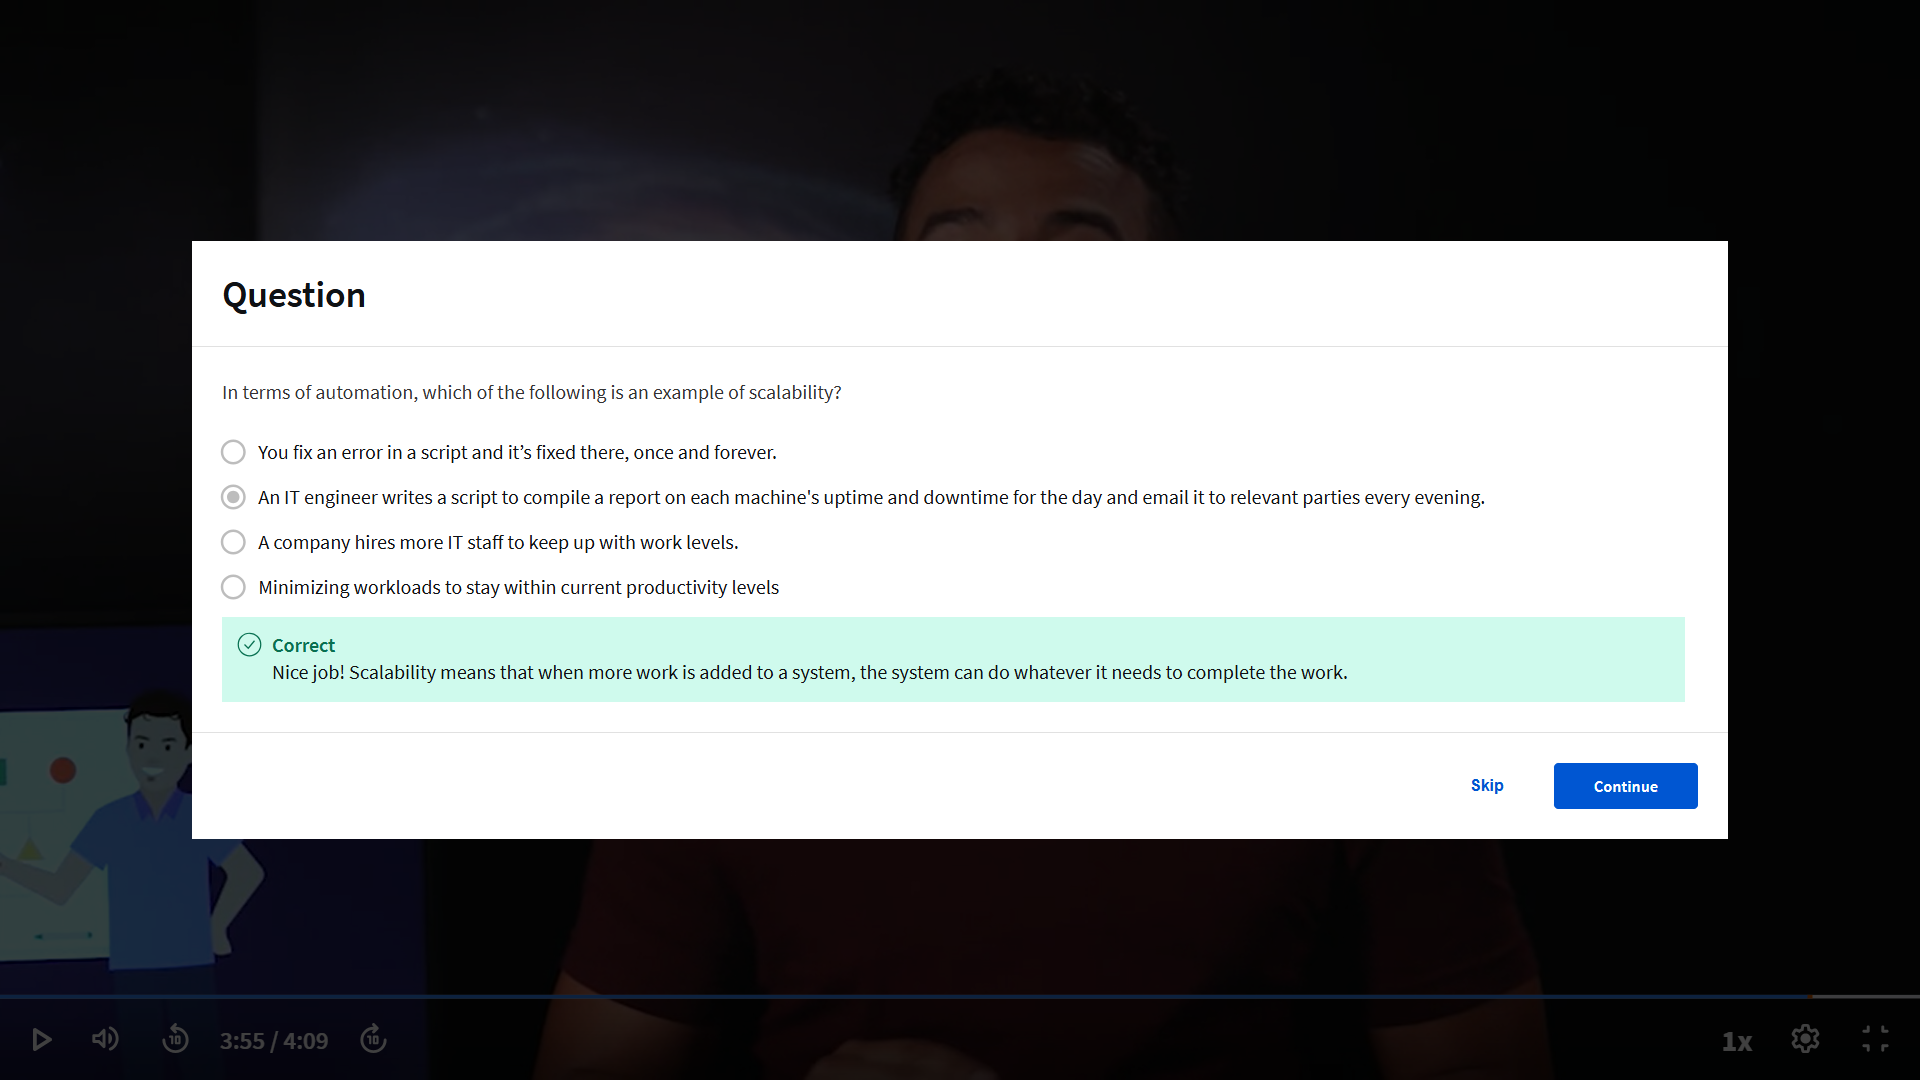 Question
In terms of automation, which of the following is an example of scalability?
You fix an error in a script and it’s fixed there, once and forever.
An IT engineer writes a script to compile a report on each machine's uptime and downtime for the day and email it to relevant parties every evening.
A company hires more IT staff to keep up with work levels.
Minimizing workloads to stay within current productivity levels
Correct
Nice job! Scalability means that when more work is added to a system, the system can do whatever it needs to complete the work.
Skip
Continue
10
3:55 / 4:09
10
1x